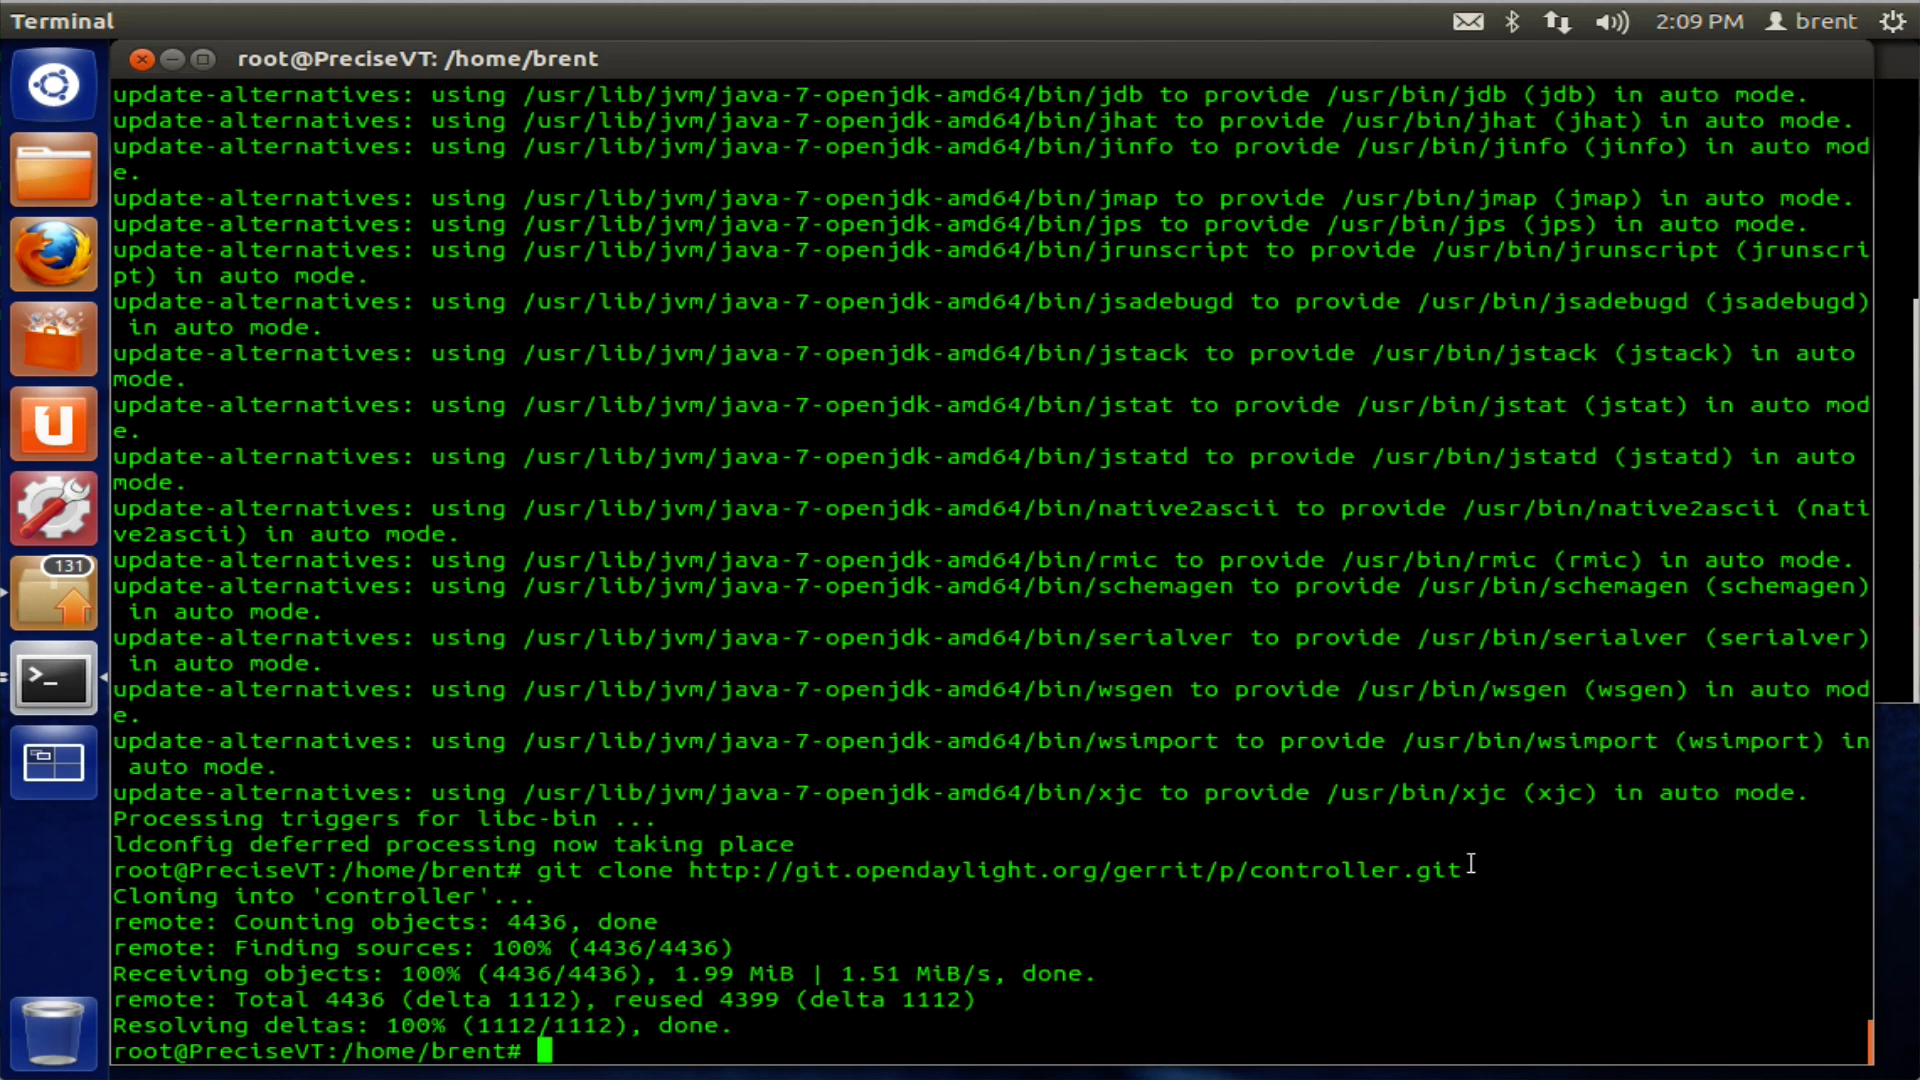 Terminal
2:09 PM
brent
root@PreciseVT: /home/brent
update-alternatives: using /usr/lib/jvm/java-7-openjdk-amd64/bin/jdb to provide /usr/bin/jdb (jdb) in auto mode.
update-alternatives: using /usr/lib/jvm/java-7-openjdk-amd64/bin/jhat to provide /usr/bin/jhat (jhat) in auto mode.
update-alternatives: using /usr/lib/jvm/java-7-openjdk-amd64/bin/jinfo to provide /usr/bin/jinfo (jinfo) in auto mod
e.
update-alternatives: using /usr/lib/jvm/java-7-openjdk-amd64/bin/jmap to provide /usr/bin/jmap (jmap) in auto mode.
update-alternatives: using /usr/lib/jvm/java-7-openjdk-amd64/bin/jps to provide /usr/bin/jps (jps) in auto mode.
update-alternatives: using /usr/lib/jvm/java-7-openjdk-amd64/bin/jrunscript to provide /usr/bin/jrunscript (jrunscri
pt) in auto mode.
update-alternatives: using /usr/lib/jvm/java-7-openjdk-amd64/bin/jsadebugd to provide /usr/bin/jsadebugd (jsadebugd)
in auto mode.
update-alternatives: using /usr/lib/jvm/java-7-openjdk-amd64/bin/jstack to provide /usr/bin/jstack (jstack) in auto
mode.
update-alternatives: using /usr/lib/jvm/java-7-openjdk-amd64/bin/jstat to provide /usr/bin/jstat (jstat) in auto mod
e.
update-alternatives: using /usr/lib/jvm/java-7-openjdk-amd64/bin/jstatd to provide /usr/bin/jstatd (jstatd) in auto
mode.
update-alternatives: using /usr/lib/jvm/java-7-openjdk-amd64/bin/native2ascii to provide /usr/bin/native2ascii (nati
ve2ascii) in auto mode.
update-alternatives: using /usr/lib/jvm/java-7-openjdk-amd64/bin/rmic to provide /usr/bin/rmic (rmic) in auto mode.
update-alternatives: using /usr/lib/jvm/java-7-openjdk-amd64/bin/schemagen to provide /usr/bin/schemagen (schemagen)
in auto mode.
update-alternatives: using /usr/lib/jvm/java-7-openjdk-amd64/bin/serialver to provide /usr/bin/serialver (serialver)
in auto mode.
update-alternatives: using /usr/lib/jvm/java-7-openjdk-amd64/bin/wsgen to provide /usr/bin/wsgen (wsgen) in auto mod
e.
update-alternatives: using /usr/lib/jvm/java-7-openjdk-amd64/bin/wsimport to provide /usr/bin/wsimport (wsimport) in
auto mode.
update-alternatives: using /usr/lib/jvm/java-7-openjdk-amd64/bin/xjc to provide /usr/bin/xjc (xjc) in auto mode.
Processing triggers for libc-bin ...
ldconfig deferred processing now taking place
root@PreciseVT:/home/brent# git clone http://git.opendaylight.org/gerrit/p/controller.git
Cloning into 'controller'...
remote: Counting objects: 4436, done
remote: Finding sources: 100% (4436/4436)
Receiving objects: 100% (4436/4436), 1.99 MiB | 1.51 MiB/s, done.
remote: Total 4436 (delta 1112), reused 4399 (delta 1112)
Resolving deltas: 100% (1112/1112), done.
root@PreciseVT:/home/brent#
U
131
>_